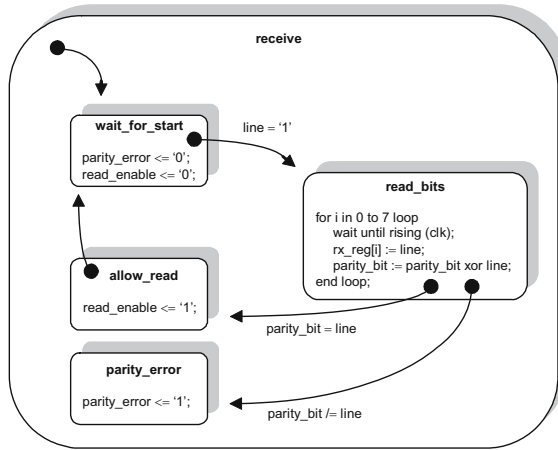 receive
wait_for_start
parity_error <= ‘0’;
read_enable <= ‘0’;
line = ‘1’
read_bits
for i in 0 to 7 loop
wait until rising (clk);
rx_reg[i] := line;
parity_bit := parity_bit xor line;
end loop;
allow_read
read_enable <= ‘1’;
parity_bit = line
parity_error
parity_error <= ‘1’;
parity_bit /= line